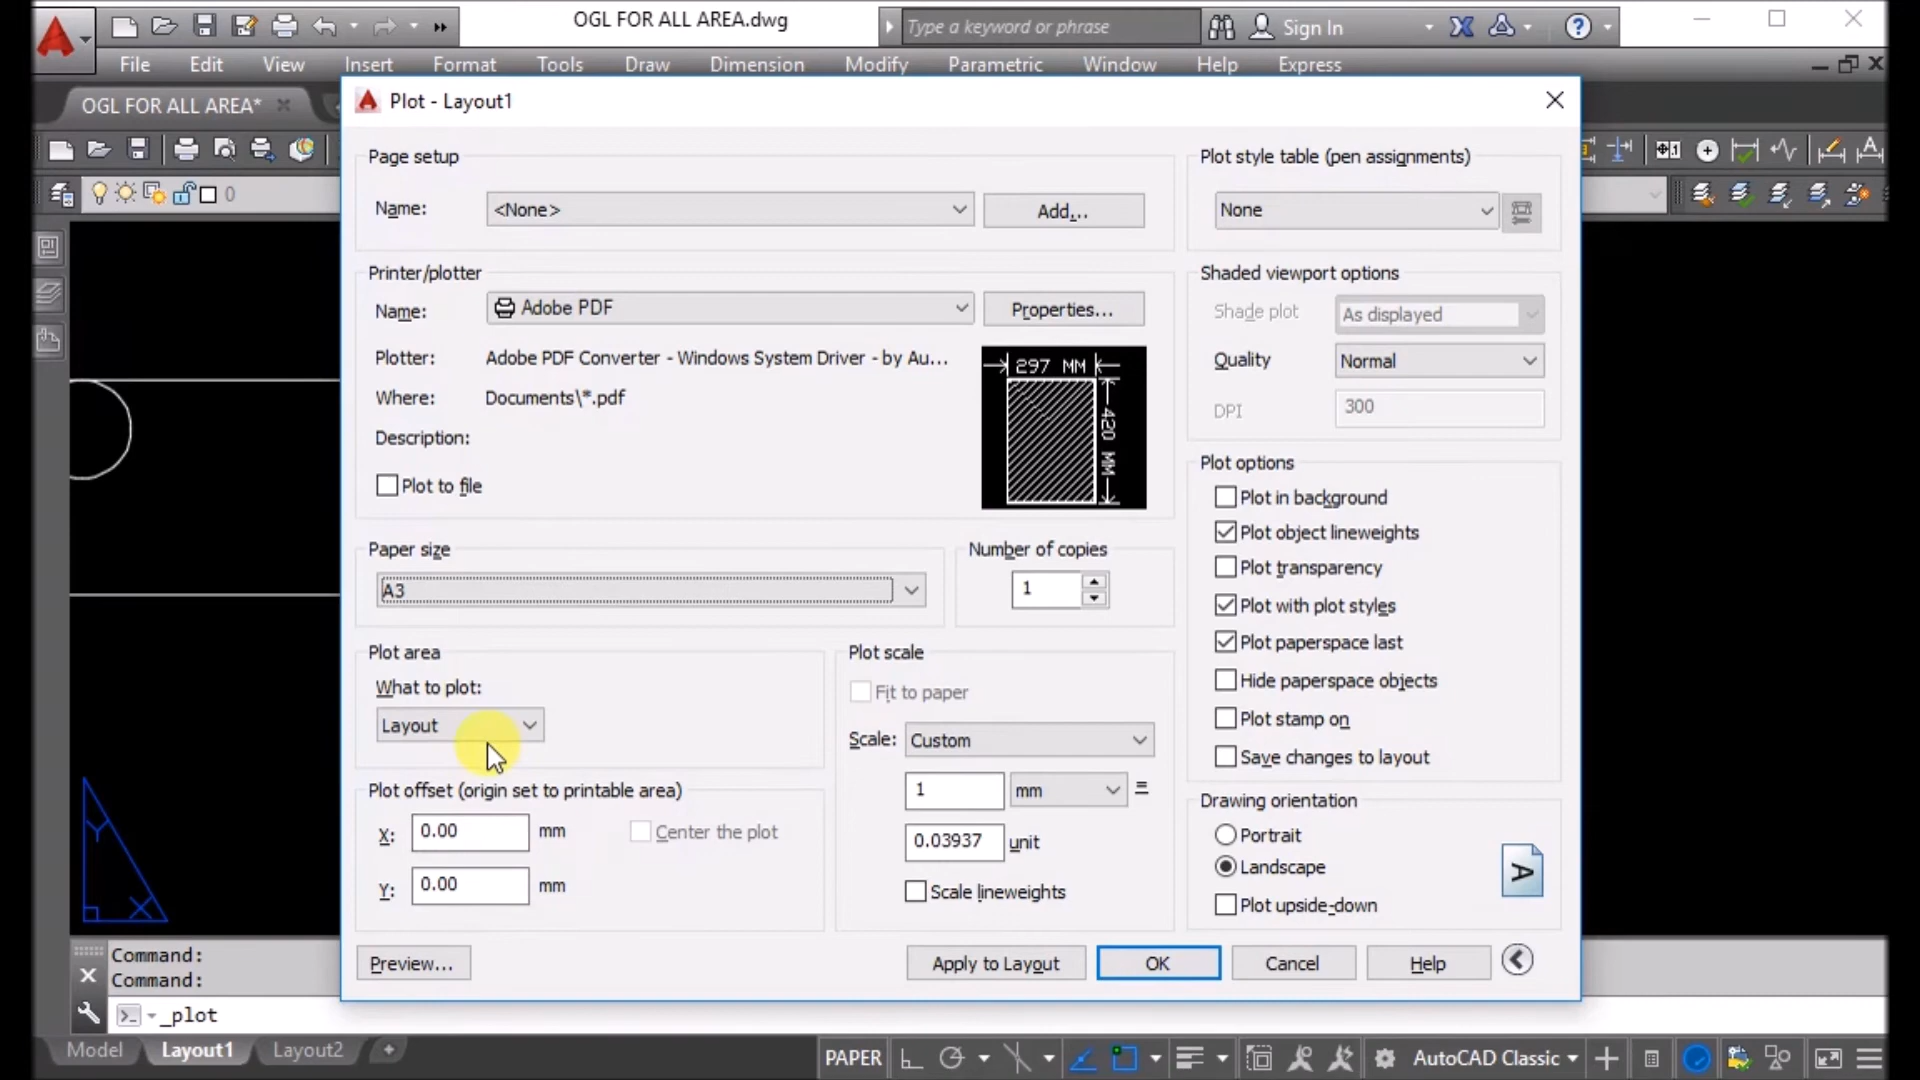 OGL FOR ALL AREA.dwg
Type a keyword or phrase
Sign In
File Edit View Insert Format Tools Draw Dimension Modify Parametric Window Help Express
OGL FOR ALL AREA*
Plot - Layout1
Page setup
Name: <None> Add...
Plot style table (pen assignments)
None
0
Printer/plotter
Name: Adobe PDF Properties...
Plotter: Adobe PDF Converter - Windows System Driver - by Au...
Where: Documents\*.pdf
Description:
Plot to file
297 MM
420 MM
Shaded viewport options
Shade plot As displayed
Quality Normal
DPI 300
Paper size
A3
Number of copies
1
Plot options
Plot in background
Plot object lineweights
Plot transparency
Plot with plot styles
Plot paperspace last
Hide paperspace objects
Plot stamp on
Save changes to layout
Plot area
What to plot:
Layout
Plot scale
Fit to paper
Scale: Custom
1 mm =
0.03937 unit
Scale lineweights
Plot offset (origin set to printable area)
X: 0.00 mm Center the plot
Y: 0.00 mm
Drawing orientation
Portrait
Landscape
Plot upside-down
A
Y
X
Preview... Apply to Layout OK Cancel Help
Command:
Command:
_plot
Model Layout1 Layout2 +
PAPER AutoCAD Classic